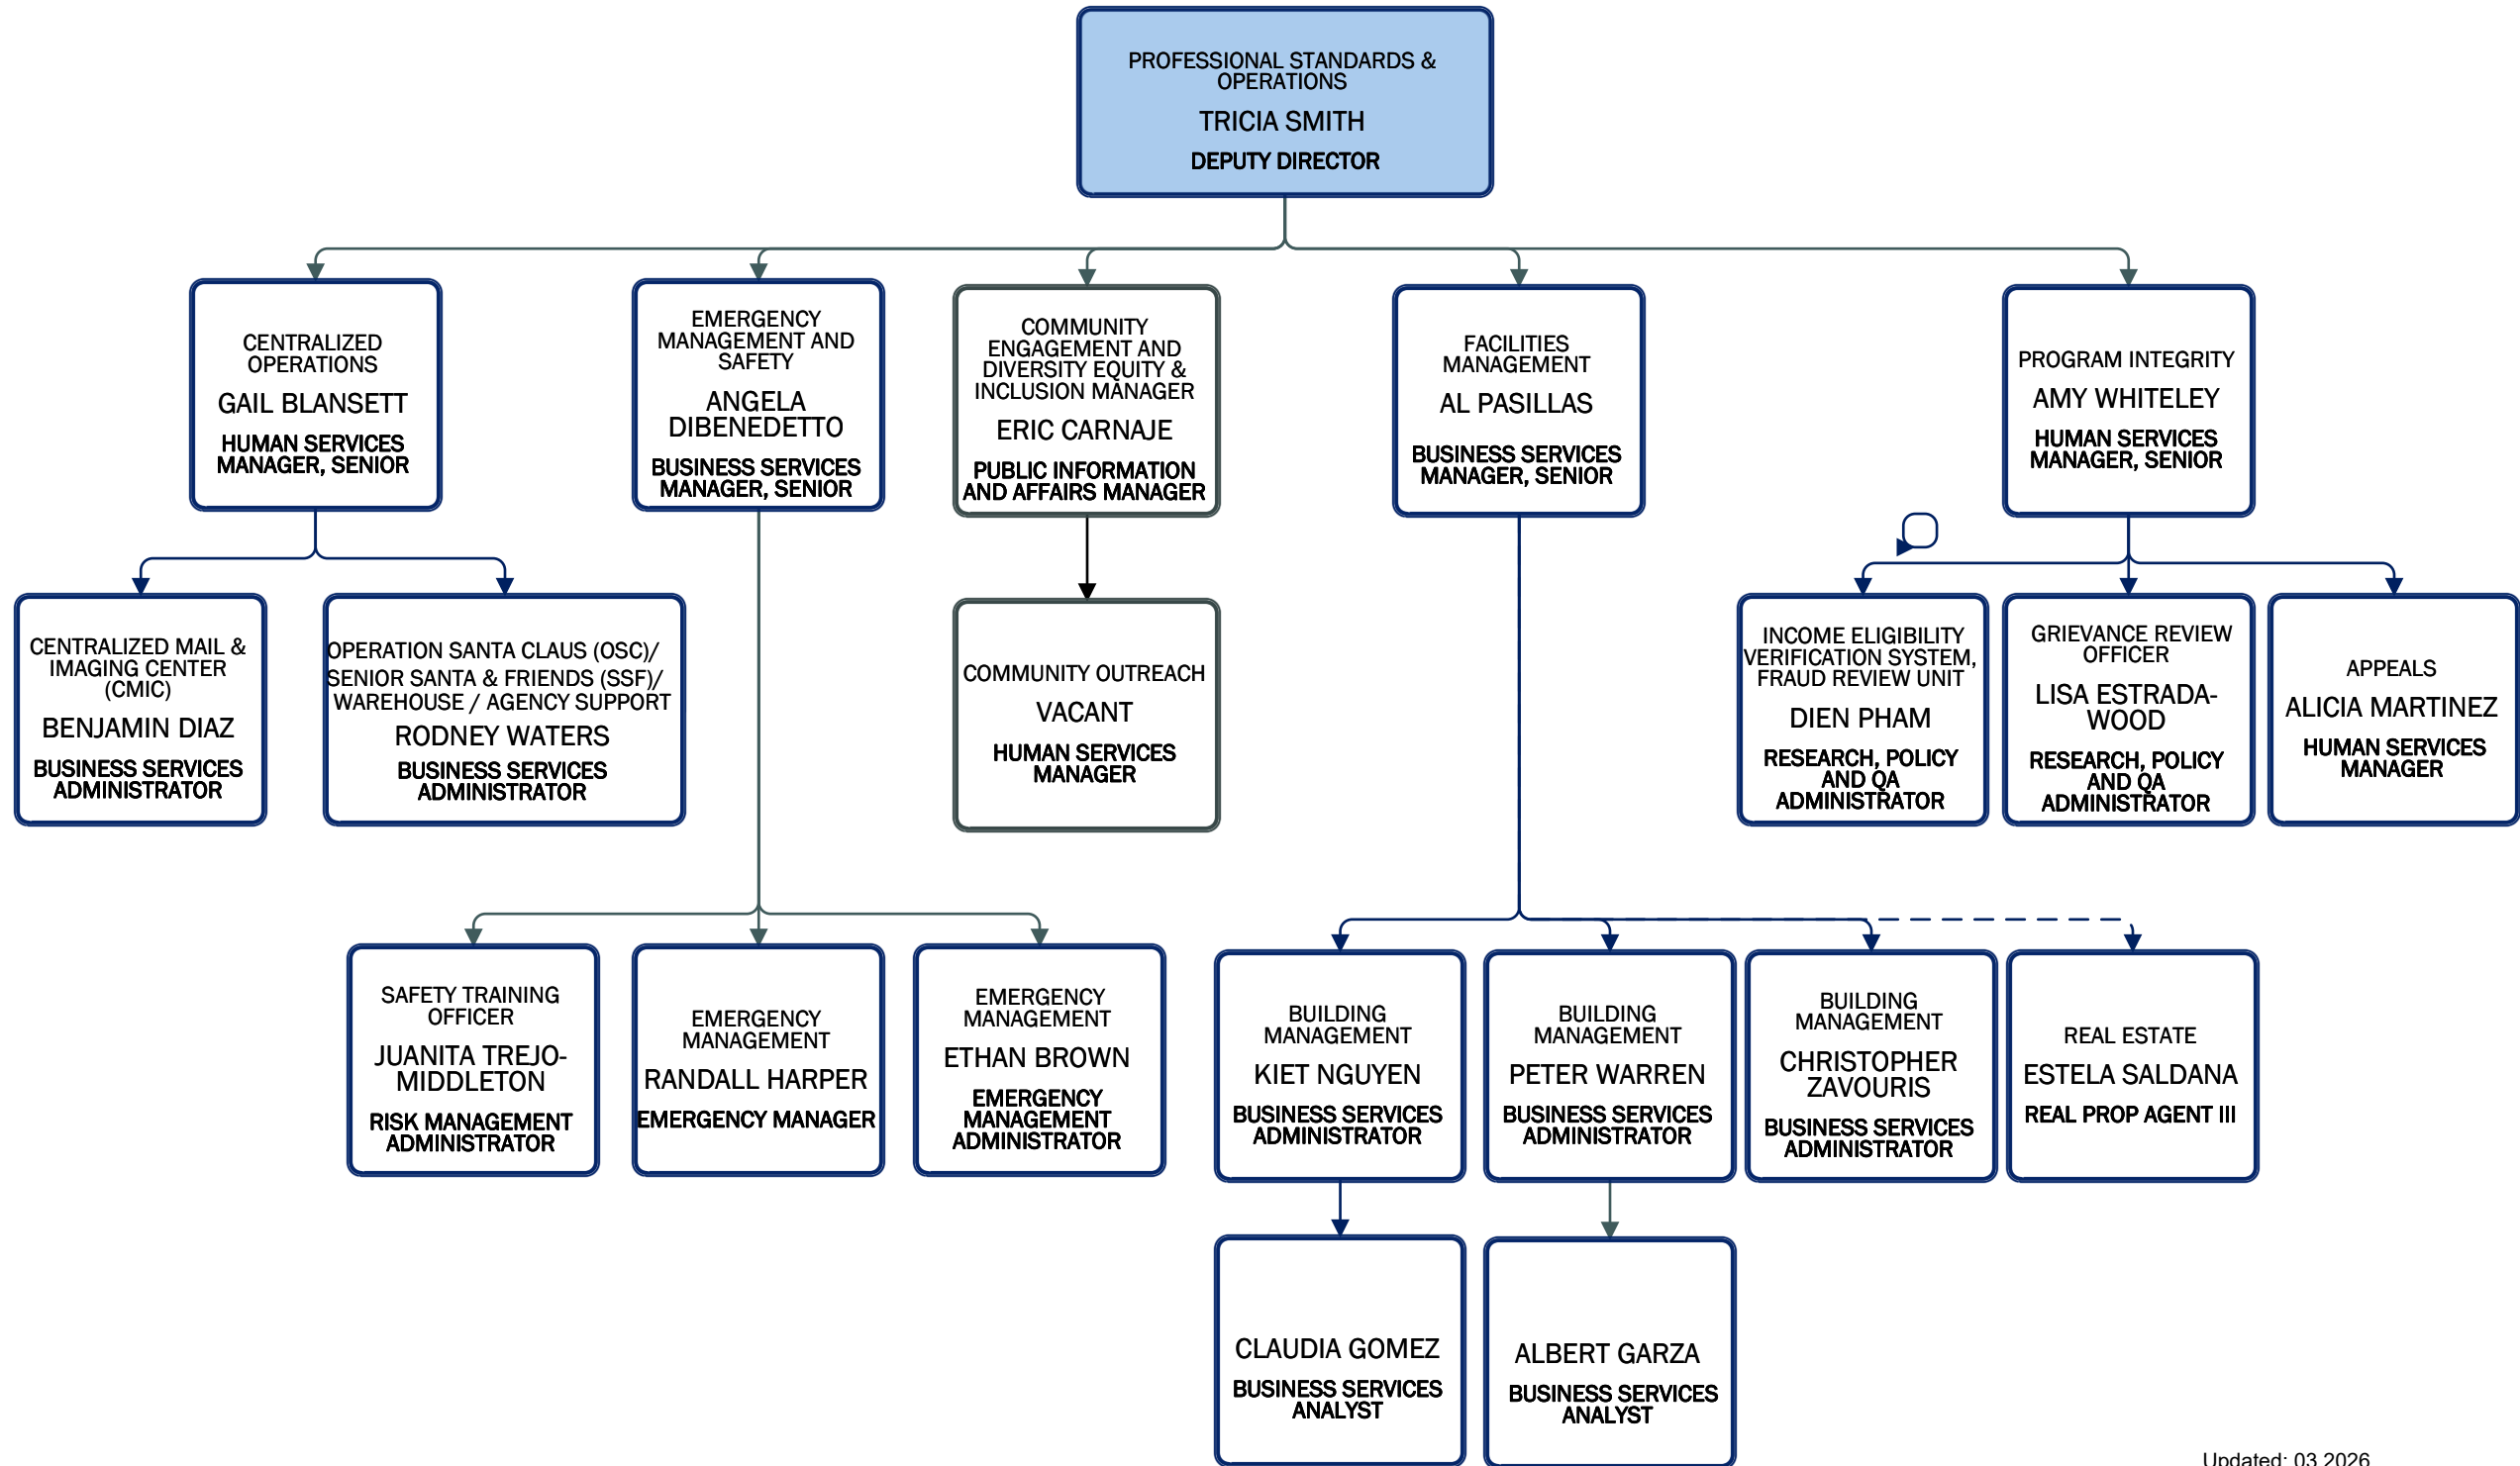 PROFESSIONAL STANDARDS &
OPERATIONS
TRICIA SMITH
DEPUTY DIRECTOR
CENTRALIZED
OPERATIONS
GAIL BLANSETT
HUMAN SERVICES
MANAGER, SENIOR
EMERGENCY
MANAGEMENT AND
SAFETY
ANGELA
DIBENEDETTO
BUSINESS SERVICES
MANAGER, SENIOR
COMMUNITY
ENGAGEMENT AND
DIVERSITY EQUITY &
INCLUSION MANAGER
ERIC CARNAJE
PUBLIC INFORMATION
AND AFFAIRS MANAGER
FACILITIES
MANAGEMENT
AL PASILLAS
BUSINESS SERVICES
MANAGER, SENIOR
PROGRAM INTEGRITY
AMY WHITELEY
HUMAN SERVICES
MANAGER, SENIOR
CENTRALIZED MAIL &
IMAGING CENTER
(CMIC)
BENJAMIN DIAZ
BUSINESS SERVICES
ADMINISTRATOR
OPERATION SANTA CLAUS (OSC)/
SENIOR SANTA & FRIENDS (SSF)/
WAREHOUSE / AGENCY SUPPORT
RODNEY WATERS
BUSINESS SERVICES
ADMINISTRATOR
COMMUNITY OUTREACH
VACANT
HUMAN SERVICES
MANAGER
INCOME ELIGIBILITY
VERIFICATION SYSTEM,
FRAUD REVIEW UNIT
DIEN PHAM
RESEARCH, POLICY
AND QA
ADMINISTRATOR
GRIEVANCE REVIEW
OFFICER
LISA ESTRADA-
WOOD
RESEARCH, POLICY
AND QA
ADMINISTRATOR
APPEALS
ALICIA MARTINEZ
HUMAN SERVICES
MANAGER
SAFETY TRAINING
OFFICER
JUANITA TREJO-
MIDDLETON
RISK MANAGEMENT
ADMINISTRATOR
EMERGENCY
MANAGEMENT
RANDALL HARPER
EMERGENCY MANAGER
EMERGENCY
MANAGEMENT
ETHAN BROWN
EMERGENCY
MANAGEMENT
ADMINISTRATOR
BUILDING
MANAGEMENT
KIET NGUYEN
BUSINESS SERVICES
ADMINISTRATOR
BUILDING
MANAGEMENT
PETER WARREN
BUSINESS SERVICES
ADMINISTRATOR
BUILDING
MANAGEMENT
CHRISTOPHER
ZAVOURIS
BUSINESS SERVICES
ADMINISTRATOR
REAL ESTATE
ESTELA SALDANA
REAL PROP AGENT III
CLAUDIA GOMEZ
BUSINESS SERVICES
ANALYST
ALBERT GARZA
BUSINESS SERVICES
ANALYST
Updated: 03.2026